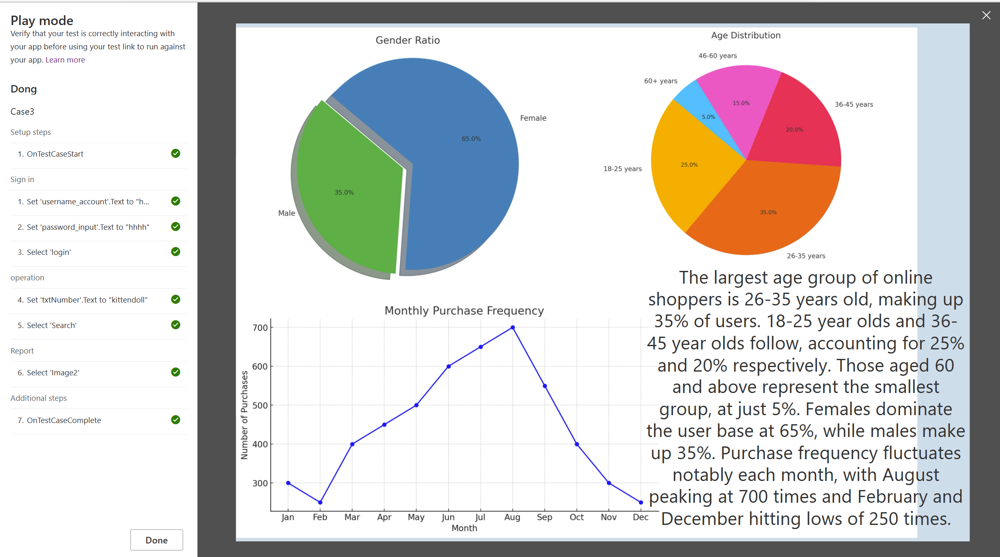 Play mode
Verify that your test is correctly interacting with
your app before using your test link to run against
your app. Learn more
Dong
Case3
Setup steps
1. OnTestCaseStart
Sign in
1. Set 'username_account'.Text to "h...
2. Set 'password_input'.Text to "hhhh"
3. Select 'login'
operation
4. Set 'txtNumber'.Text to "kittendoll"
5. Select 'Search'
Report
6. Select 'Image2'
Additional steps
7. OnTestCaseComplete
Done
Gender Ratio
Female
65.0%
35.0%
Male
Age Distribution
46-60 years
60+ years
15.0%
36-45 years
5.0%
20.0%
18-25 years
25.0%
35.0%
26-35 years
Monthly Purchase Frequency
Number of Purchases
700
600
500
400
300
Jan Feb Mar Apr May Jun Jul Aug Sep Oct Nov Dec
Month
The largest age group of online
shoppers is 26-35 years old, making up
35% of users. 18-25 year olds and 36-
45 year olds follow, accounting for 25%
and 20% respectively. Those aged 60
and above represent the smallest
group, at just 5%. Females dominate
the user base at 65%, while males make
up 35%. Purchase frequency fluctuates
notably each month, with August
peaking at 700 times and February and
December hitting lows of 250 times.